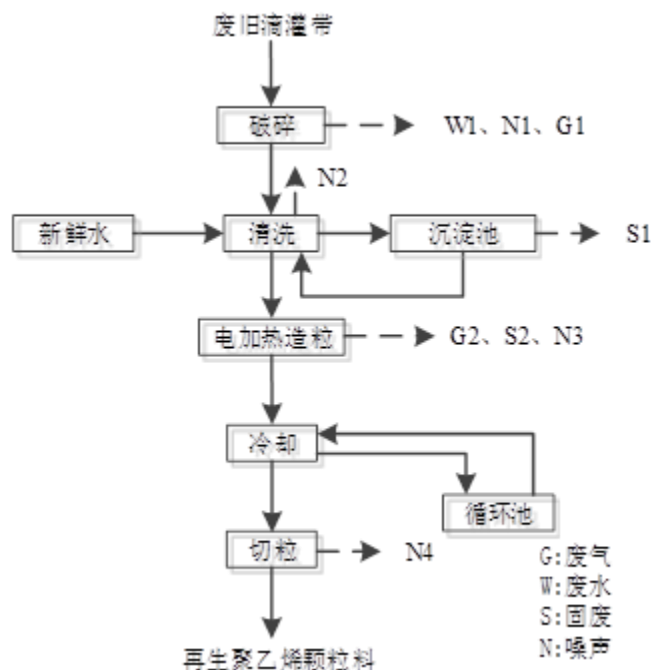 废旧滴灌带
破碎
W1、N1、G1
N2
新鲜水
清洗
沉淀池
S1
电加热造粒
G2、S2、N3
冷却
循环池
切粒
N4
G:废气
W:废水
S:固废
N:噪声
再生聚乙烯颗粒料